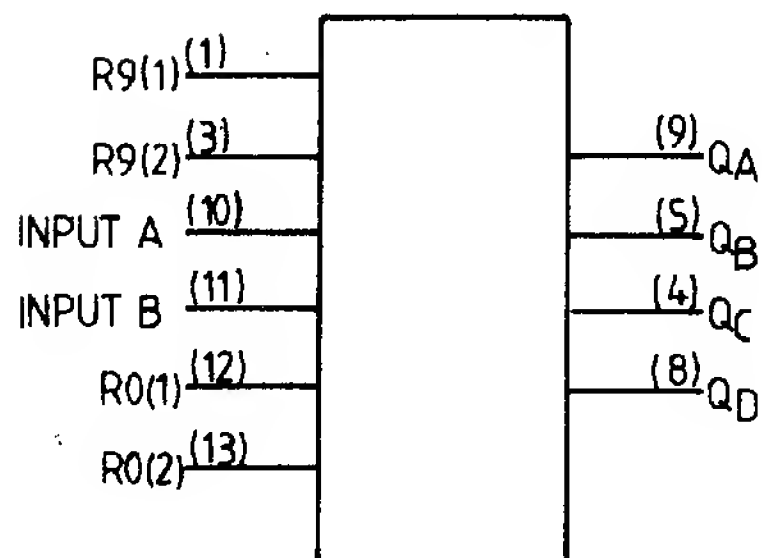 R9(1) (1)
R9(2) (3)
INPUT A (10)
INPUT B (11)
R0(1) (12)
R0(2) (13)
(9) QA
(5) QB
(4) QC
(8) QD